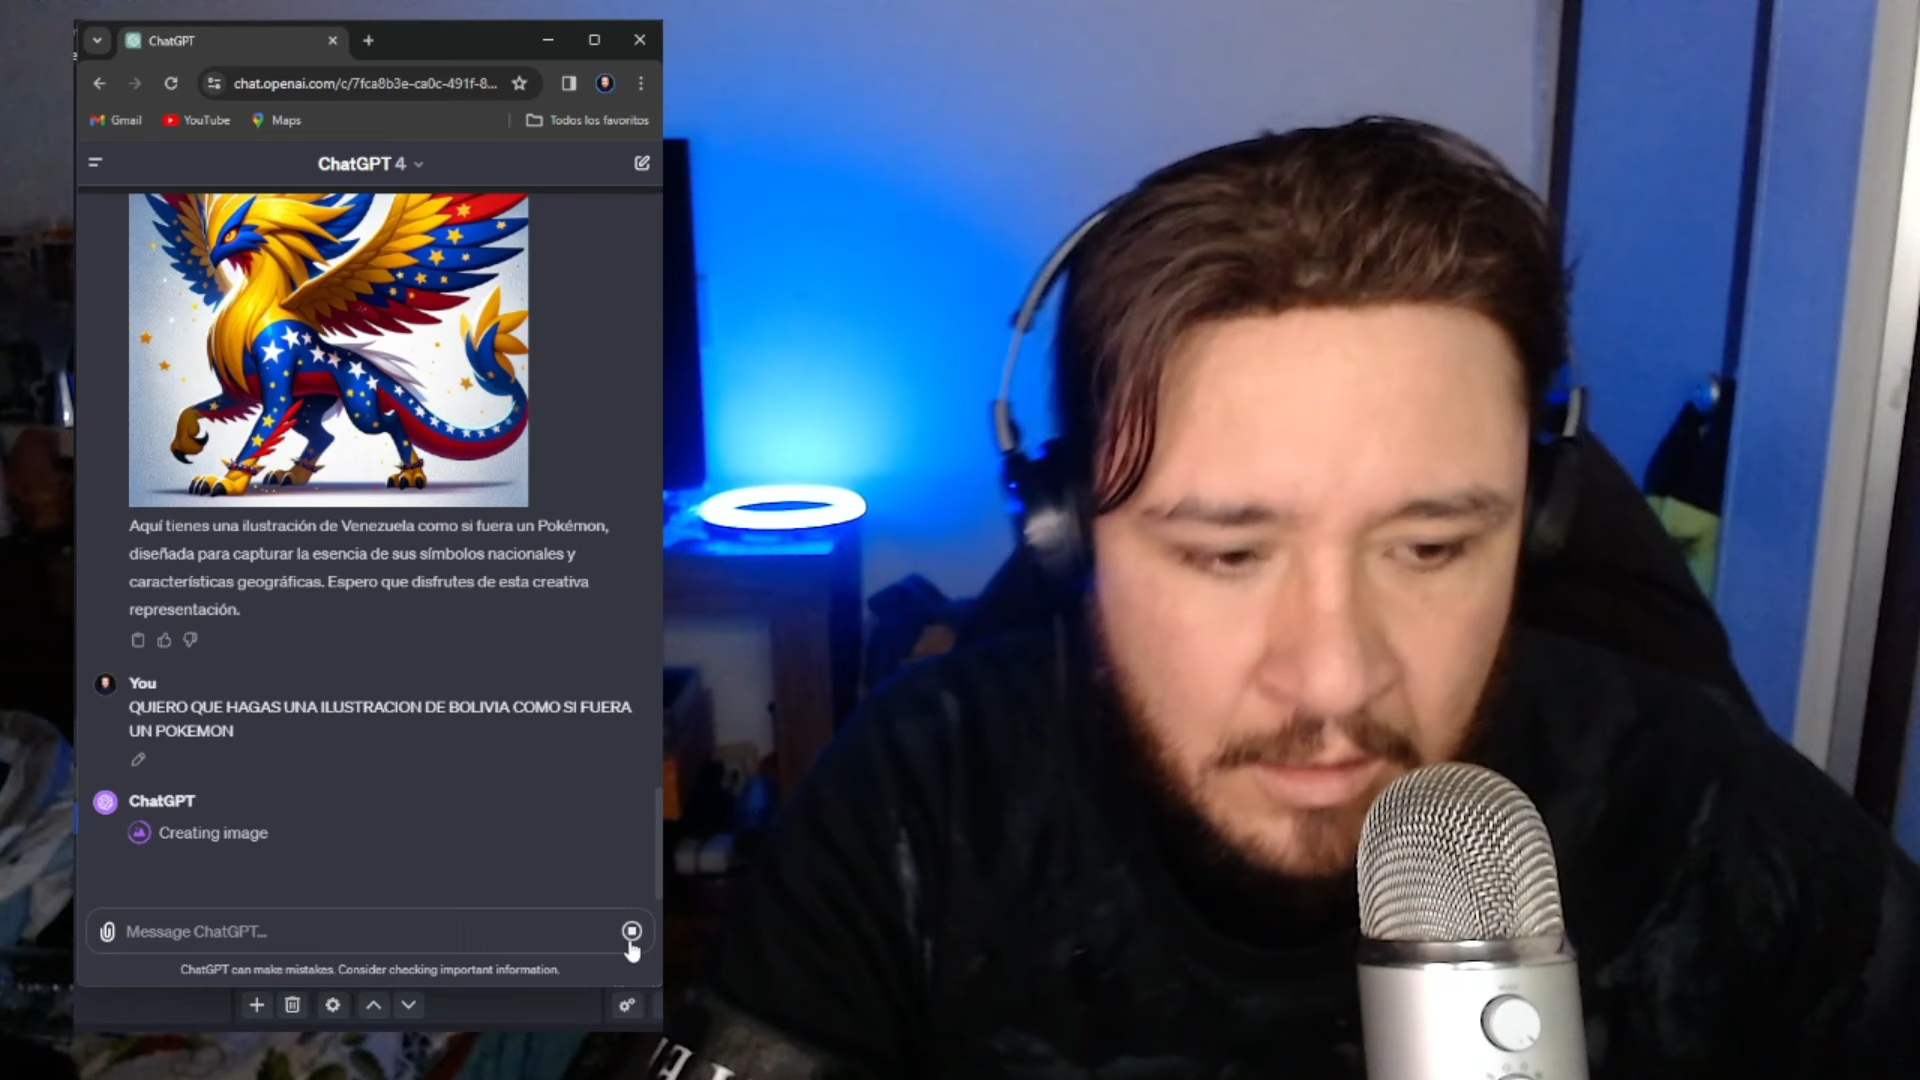 ChatGPT
chat.openai.com/c/7fca8b3e-ca0c-491f-8...
Gmail
YouTube
Maps
Todos los favoritos
ChatGPT 4
Aquí tienes una ilustración de Venezuela como si fuera un Pokémon,
diseñada para capturar la esencia de sus símbolos nacionales y
características geográficas. Espero que disfrutes de esta creativa
representación.
You
QUIERO QUE HAGAS UNA ILUSTRACION DE BOLIVIA COMO SI FUERA
UN POKEMON
ChatGPT
Creating image
Message ChatGPT...
ChatGPT can make mistakes. Consider checking important information.